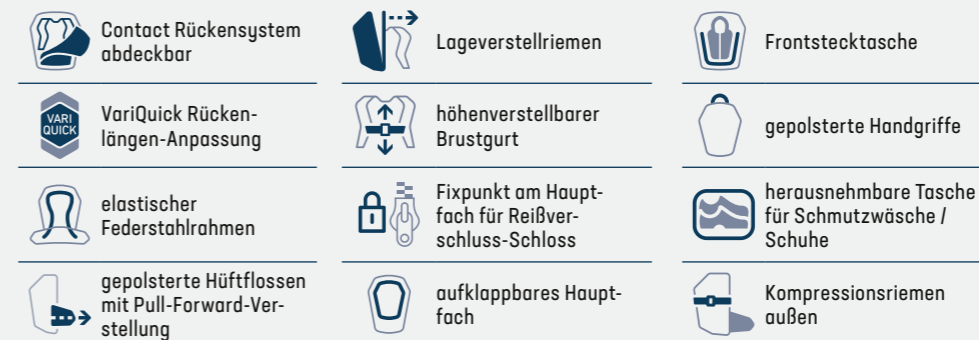 Contact Rückensystem
abdeckbar
VARI
QUICK
VariQuick Rücken-
längen-Anpassung
elastischer
Federstahlrahmen
gepolsterte Hüftflossen
mit Pull-Forward-Ver-
stellung
Lageverstellriemen
höhenverstellbarer
Brustgurt
Fixpunkt am Haupt-
fach für Reißver-
schluss-Schloss
aufklappbares Haupt-
fach
Frontstecktasche
gepolsterte Handgriffe
herausnehmbare Tasche
für Schmutzwäsche /
Schuhe
Kompressionsriemen
außen